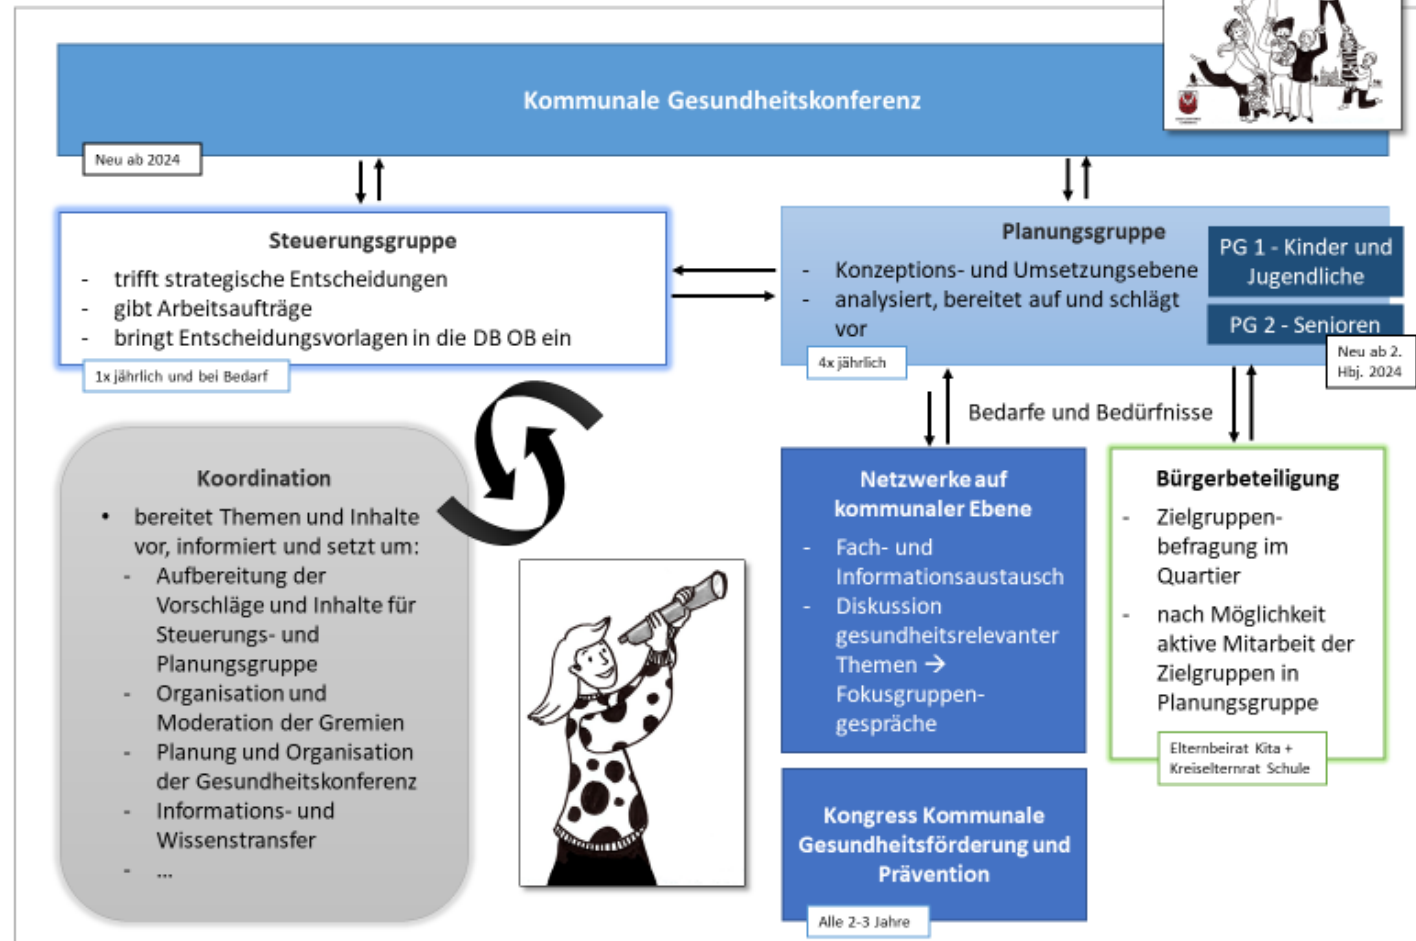 Kommunale Gesundheitskonferenz
Neu ab 2024
Steuerungsgruppe
- trifft strategische Entscheidungen
- gibt Arbeitsaufträge
- bringt Entscheidungsvorlagen in die DB OB ein
1x jährlich und bei Bedarf
Planungsgruppe
- Konzeptions- und Umsetzungsebene
- analysiert, bereitet auf und schlägt
vor
4x jährlich
PG 1 - Kinder und
Jugendliche
PG 2 - Senioren
Neu ab 2.
Hbj. 2024
Bedarfe und Bedürfnisse
Koordination
• bereitet Themen und Inhalte
vor, informiert und setzt um:
- Aufbereitung der
Vorschläge und Inhalte für
Steuerungs- und
Planungsgruppe
- Organisation und
Moderation der Gremien
- Planung und Organisation
der Gesundheitskonferenz
- Informations- und
Wissenstransfer
- ...
Netzwerke auf
kommunaler Ebene
- Fach- und
Informationsaustausch
- Diskussion
gesundheitsrelevanter
Themen →
Fokusgruppen-
gespräche
Bürgerbeteiligung
- Zielgruppen-
befragung im
Quartier
- nach Möglichkeit
aktive Mitarbeit der
Zielgruppen in
Planungsgruppe
Elternbeirat Kita +
Kreiselternrat Schule
Kongress Kommunale
Gesundheitsförderung und
Prävention
Alle 2-3 Jahre